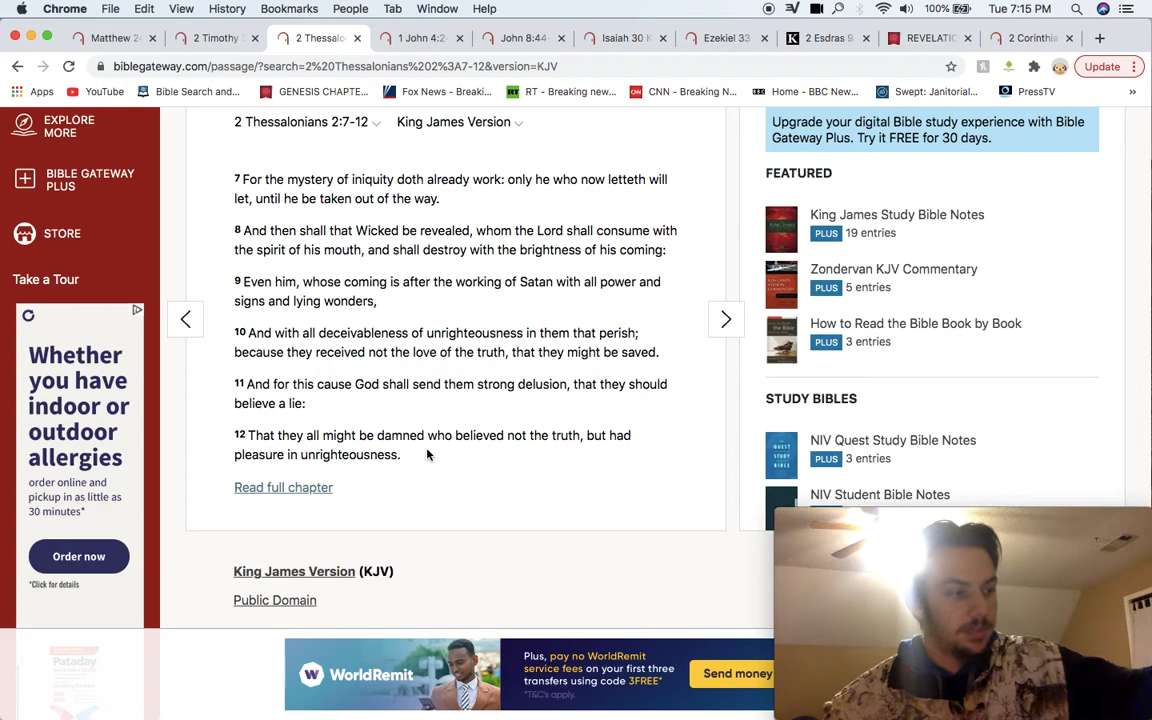 Chrome File Edit View History Bookmarks People Tab Window Help 100% Tue 7:15 PM
Matthew 24 2 Timothy 2 Thessalo 1 John 4:2- John 8:44- Isaiah 30 K Ezekiel 33 2 Esdras 9 REVELATIO 2 Corinthia
biblegateway.com/passage/?search=2%20Thessalonians%202%3A7-12&version=KJV Update
Apps YouTube Bible Search and... GENESIS CHAPTE... Fox News - Breaki... RT - Breaking new... CNN - Breaking N... Home - BBC New... Swept: Janitorial... PressTV »
EXPLORE
MORE
BIBLE GATEWAY
PLUS
STORE
Take a Tour
Whether
you have
indoor or
outdoor
allergies
order online and
pickup in as little as
30 minutes*
Order now
*Click for details
Pataday
2 Thessalonians 2:7-12 King James Version
7 For the mystery of iniquity doth already work: only he who now letteth will
let, until he be taken out of the way.
8 And then shall that Wicked be revealed, whom the Lord shall consume with
the spirit of his mouth, and shall destroy with the brightness of his coming:
9 Even him, whose coming is after the working of Satan with all power and
signs and lying wonders,
10 And with all deceivableness of unrighteousness in them that perish;
because they received not the love of the truth, that they might be saved.
11 And for this cause God shall send them strong delusion, that they should
believe a lie:
12 That they all might be damned who believed not the truth, but had
pleasure in unrighteousness.
Read full chapter
King James Version (KJV)
Public Domain
Upgrade your digital Bible study experience with Bible
Gateway Plus. Try it FREE for 30 days.
FEATURED
King James Study Bible Notes
PLUS 19 entries
Zondervan KJV Commentary
PLUS 5 entries
How to Read the Bible Book by Book
PLUS 3 entries
STUDY BIBLES
NIV Quest Study Bible Notes
QUEST
STUDY
BIBLE
PLUS 3 entries
NIV Student Bible Notes
WorldRemit
Plus, pay no WorldRemit
service fees on your first three
transfers using code 3FREE*
*T&C's apply.
Send money